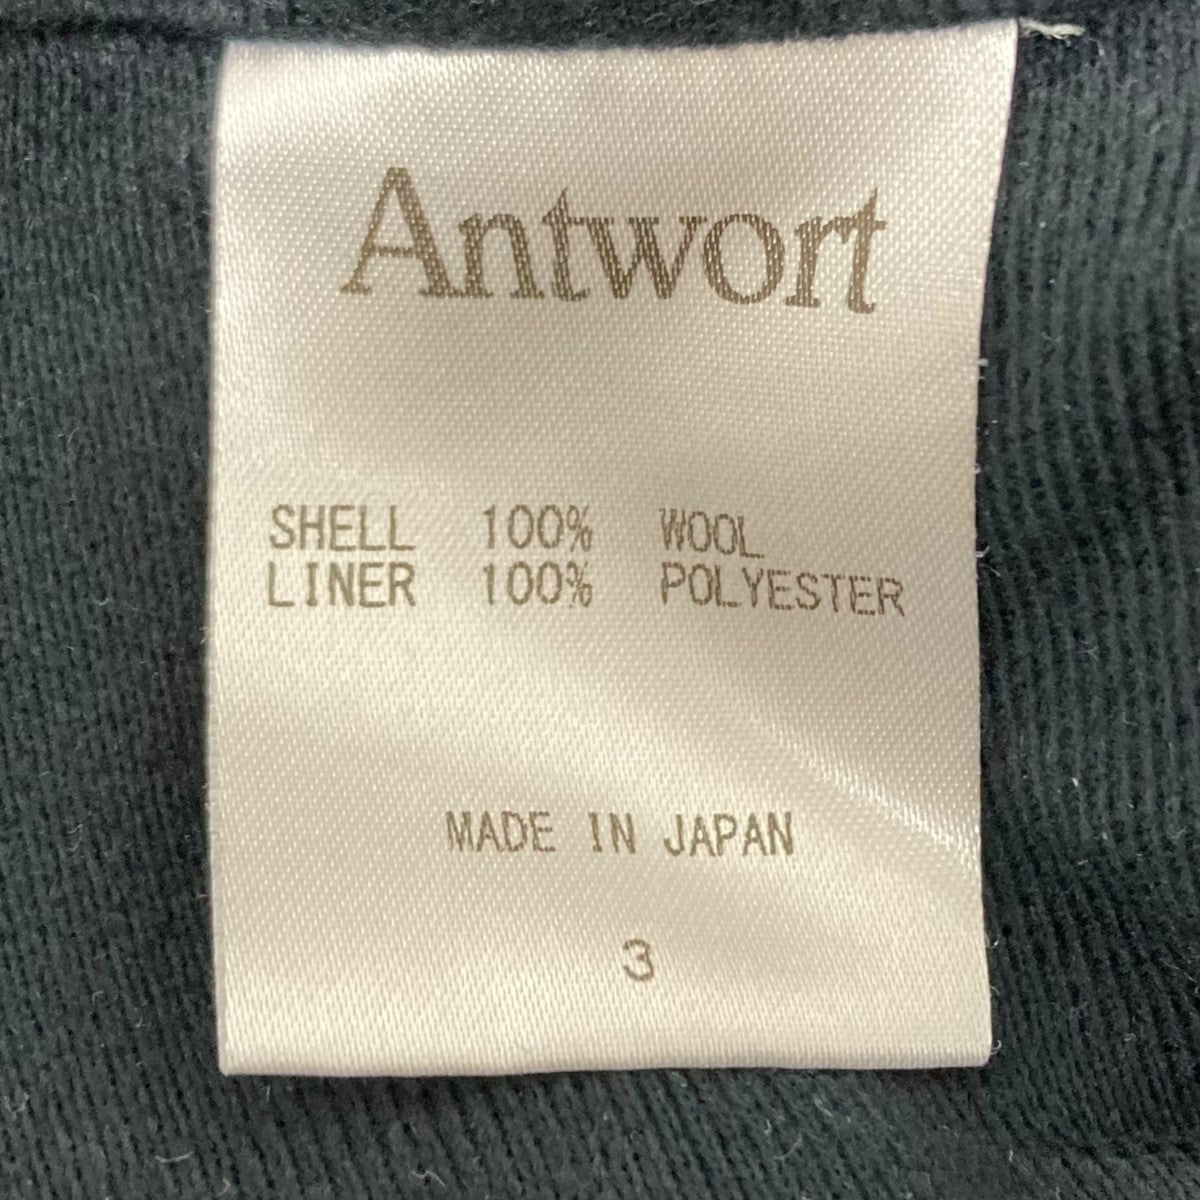 Antwort
SHELL 100% WOOL
LINER 100% POLYESTER
MADE IN JAPAN
3